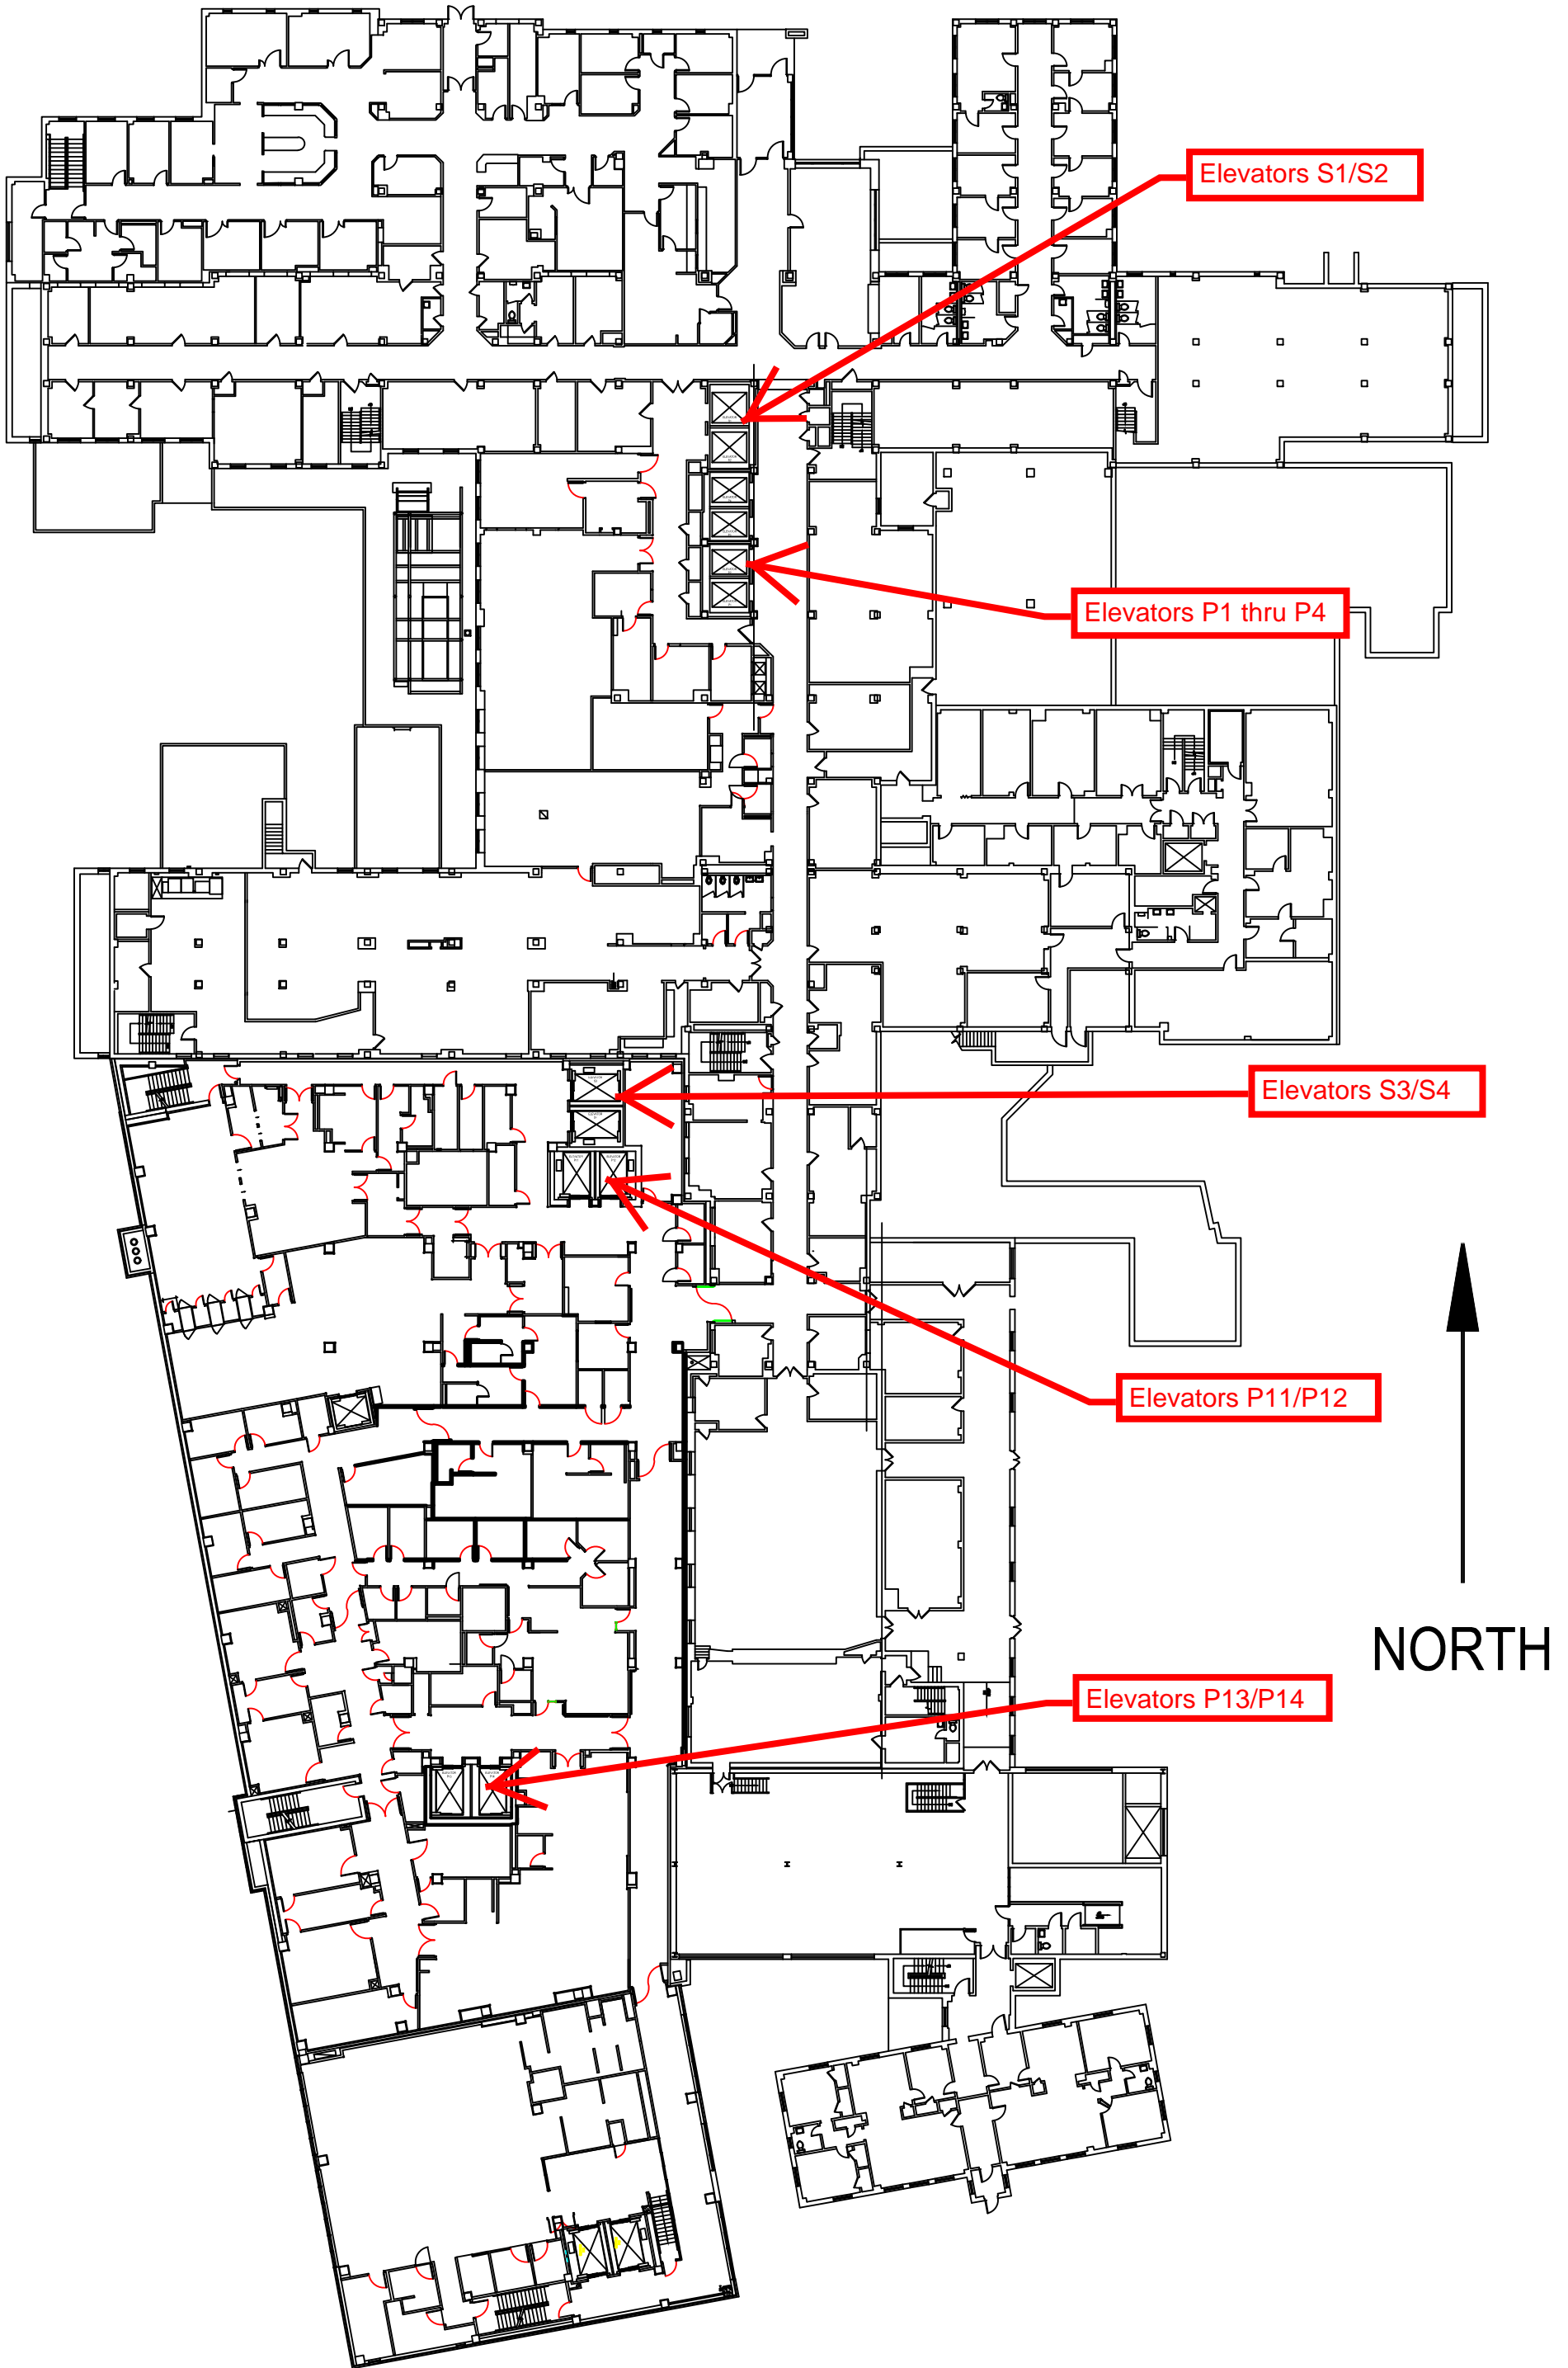 Elevators S1/S2
Elevators P1 thru P4
Elevators S3/S4
Elevators P11/P12
NORTH
Elevators P13/P14